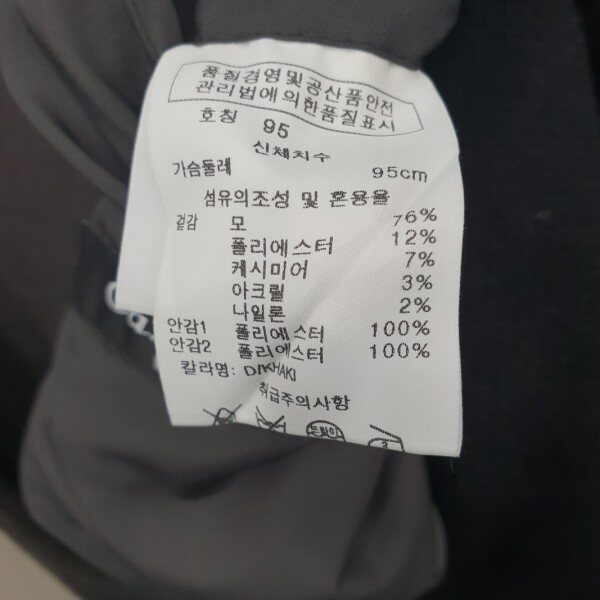 품질경영및공산품안전
관리법에의한품질표시
호칭 95
신체치수
가슴둘레 95cm
섬유의조성 및 혼용율
겉감 모 76%
폴리에스터 12%
케시미어 7%
아크릴 3%
나일론 2%
안감1 폴리에스터 100%
안감2 폴리에스터 100%
칼라명: D/KHAKI
취급주의사항
드라이